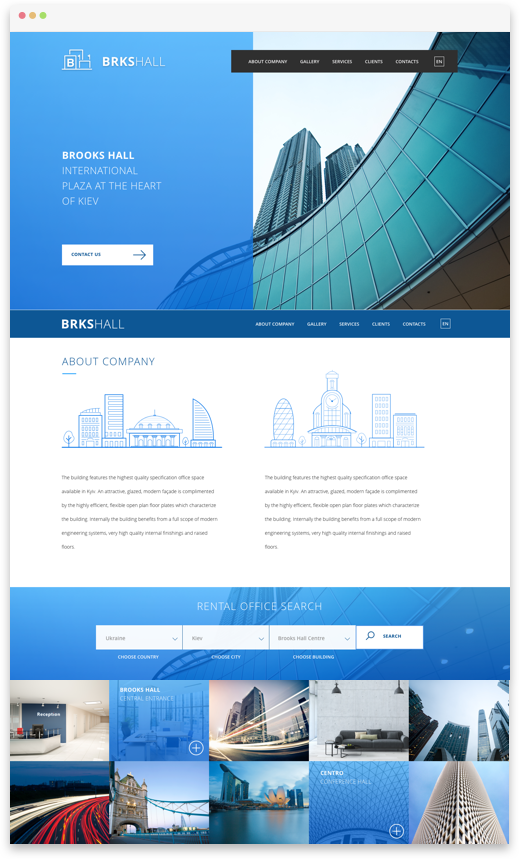 BRKSHALL
ABOUT COMPANY GALLERY SERVICES CLIENTS CONTACTS EN
BROOKS HALL
INTERNATIONAL
PLAZA AT THE HEART
OF KIEV
CONTACT US
BRKSHALL
ABOUT COMPANY GALLERY SERVICES CLIENTS CONTACTS EN
ABOUT COMPANY
The building features the highest quality specification office space
available in Kyiv. An attractive, glazed, modern façade is complimented
by the highly efficient, flexible open plan floor plates which characterize
the building. Internally the building benefits from a full scope of modern
engineering systems, very high quality internal finishings and raised
floors.
The building features the highest quality specification office space
available in Kyiv. An attractive, glazed, modern façade is complimented
by the highly efficient, flexible open plan floor plates which characterize
the building. Internally the building benefits from a full scope of modern
engineering systems, very high quality internal finishings and raised
floors.
RENTAL OFFICE SEARCH
Ukraine Kiev Brooks Hall Centre SEARCH
CHOOSE COUNTRY CHOOSE CITY CHOOSE BUILDING
Reception
BROOKS HALL
CENTRAL ENTRANCE
CENTRO
CONFERENCE HALL